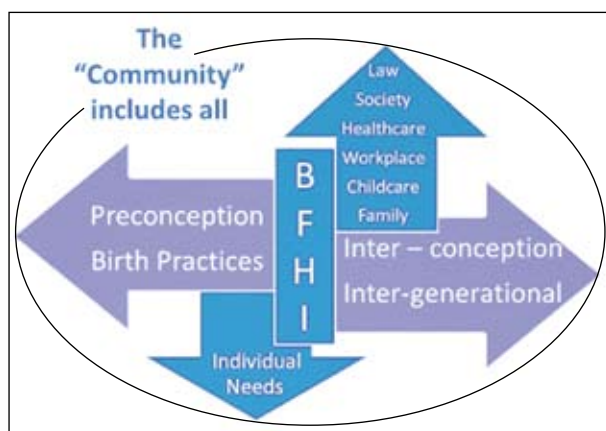 The
“Community”
includes all
Law
Society
Healthcare
Workplace
Childcare
Family
Preconception
Birth Practices
B
F
H
I
Inter – conception
Inter-generational
Individual
Needs